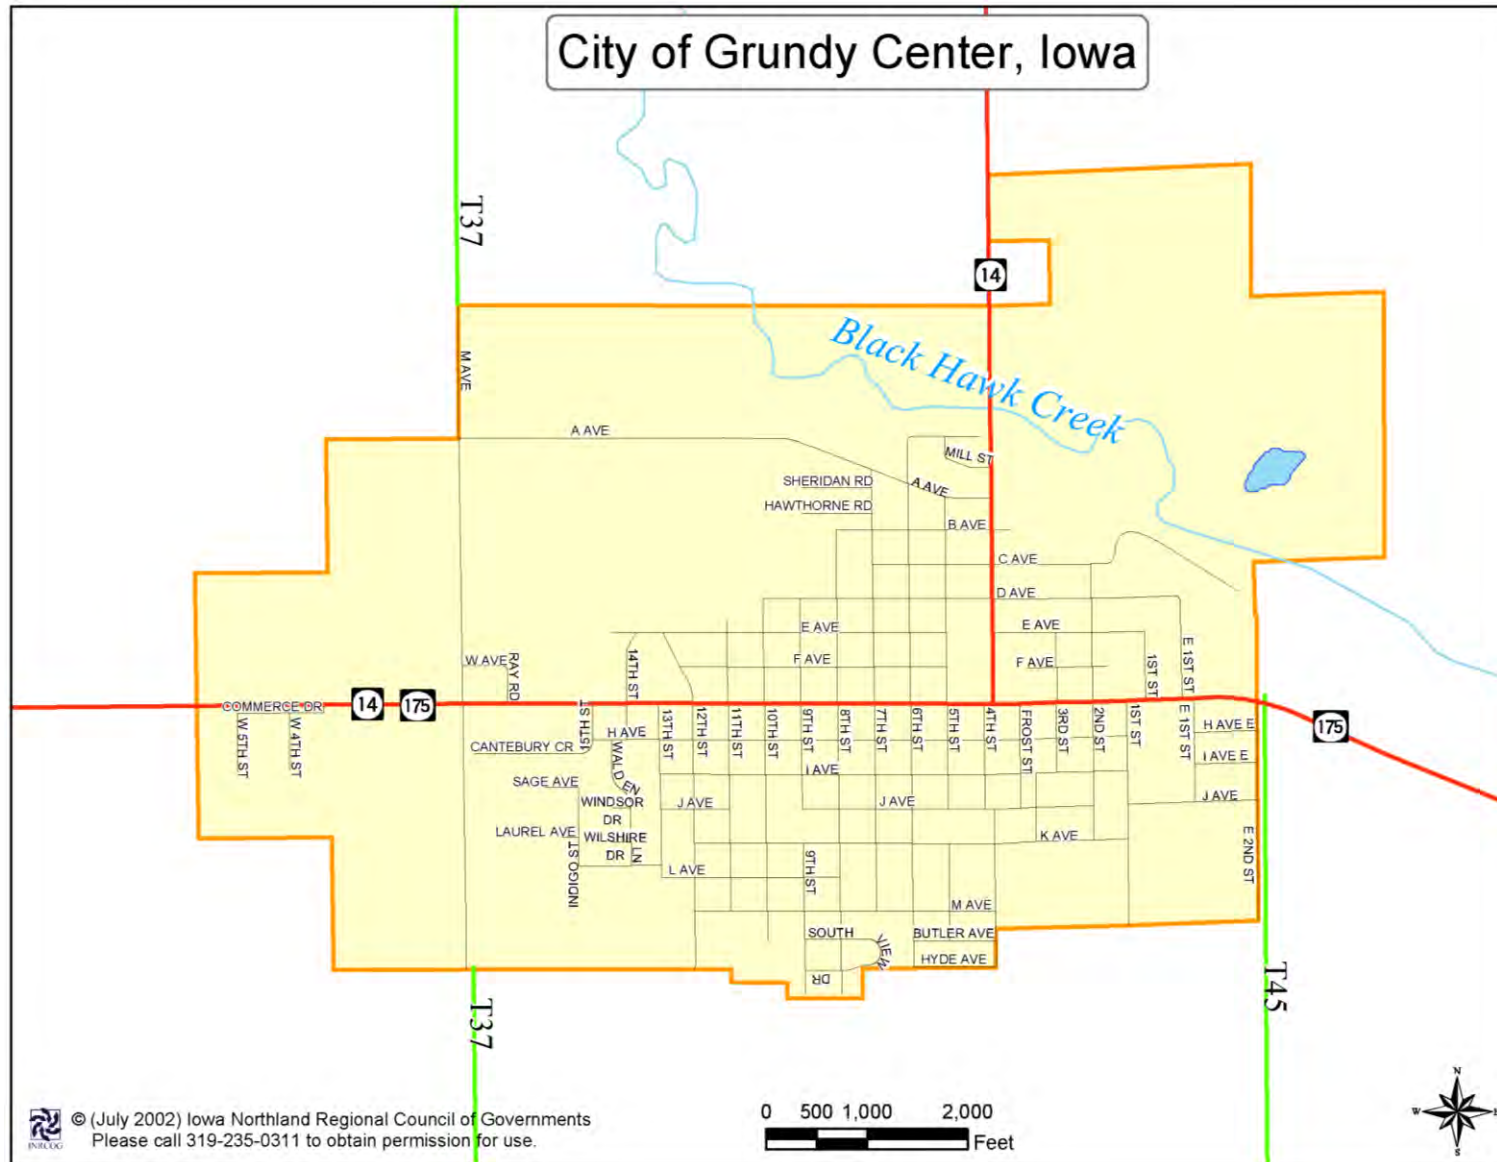 City of Grundy Center, Iowa
T37
14
Black Hawk Creek
M AVE
A AVE
MILL ST
SHERIDAN RD
A AVE
HAWTHORNE RD
B AVE
C AVE
D AVE
E AVE
E AVE
F AVE
F AVE
W AVE
RAY RD
14TH ST
1ST ST
E 1ST ST
COMMERCE DR
14
175
W 5TH ST
W 4TH ST
15TH ST
H AVE
13TH ST
12TH ST
11TH ST
10TH ST
9TH ST
8TH ST
7TH ST
6TH ST
5TH ST
4TH ST
FROST ST
3RD ST
2ND ST
1ST ST
E 1ST ST
H AVE E
175
CANTEBURY CR
WALDEN
I AVE
I AVE E
SAGE AVE
WINDSOR
DR
J AVE
J AVE
J AVE
LAUREL AVE
WILSHIRE
DR
LN
K AVE
INDIGO ST
L AVE
9TH ST
E 2ND ST
M AVE
SOUTH
VIEW
DR
BUTLER AVE
HYDE AVE
T37
T45
N
W
E
S
INRCOG
© (July 2002) Iowa Northland Regional Council of Governments
Please call 319-235-0311 to obtain permission for use.
0 500 1,000 2,000
Feet